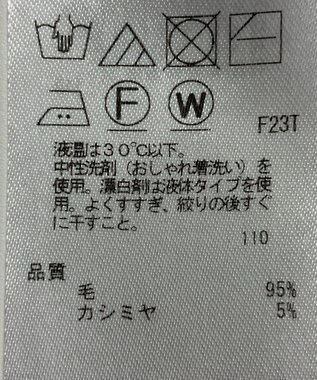 F W
F23T
液温は30℃以下。
中性洗剤（おしゃれ着洗い）を
使用。漂白剤は液体タイプを使
用。よくすすぎ、絞りの後すぐ
に干すこと。
110
品質
毛 95%
カシミヤ 5%